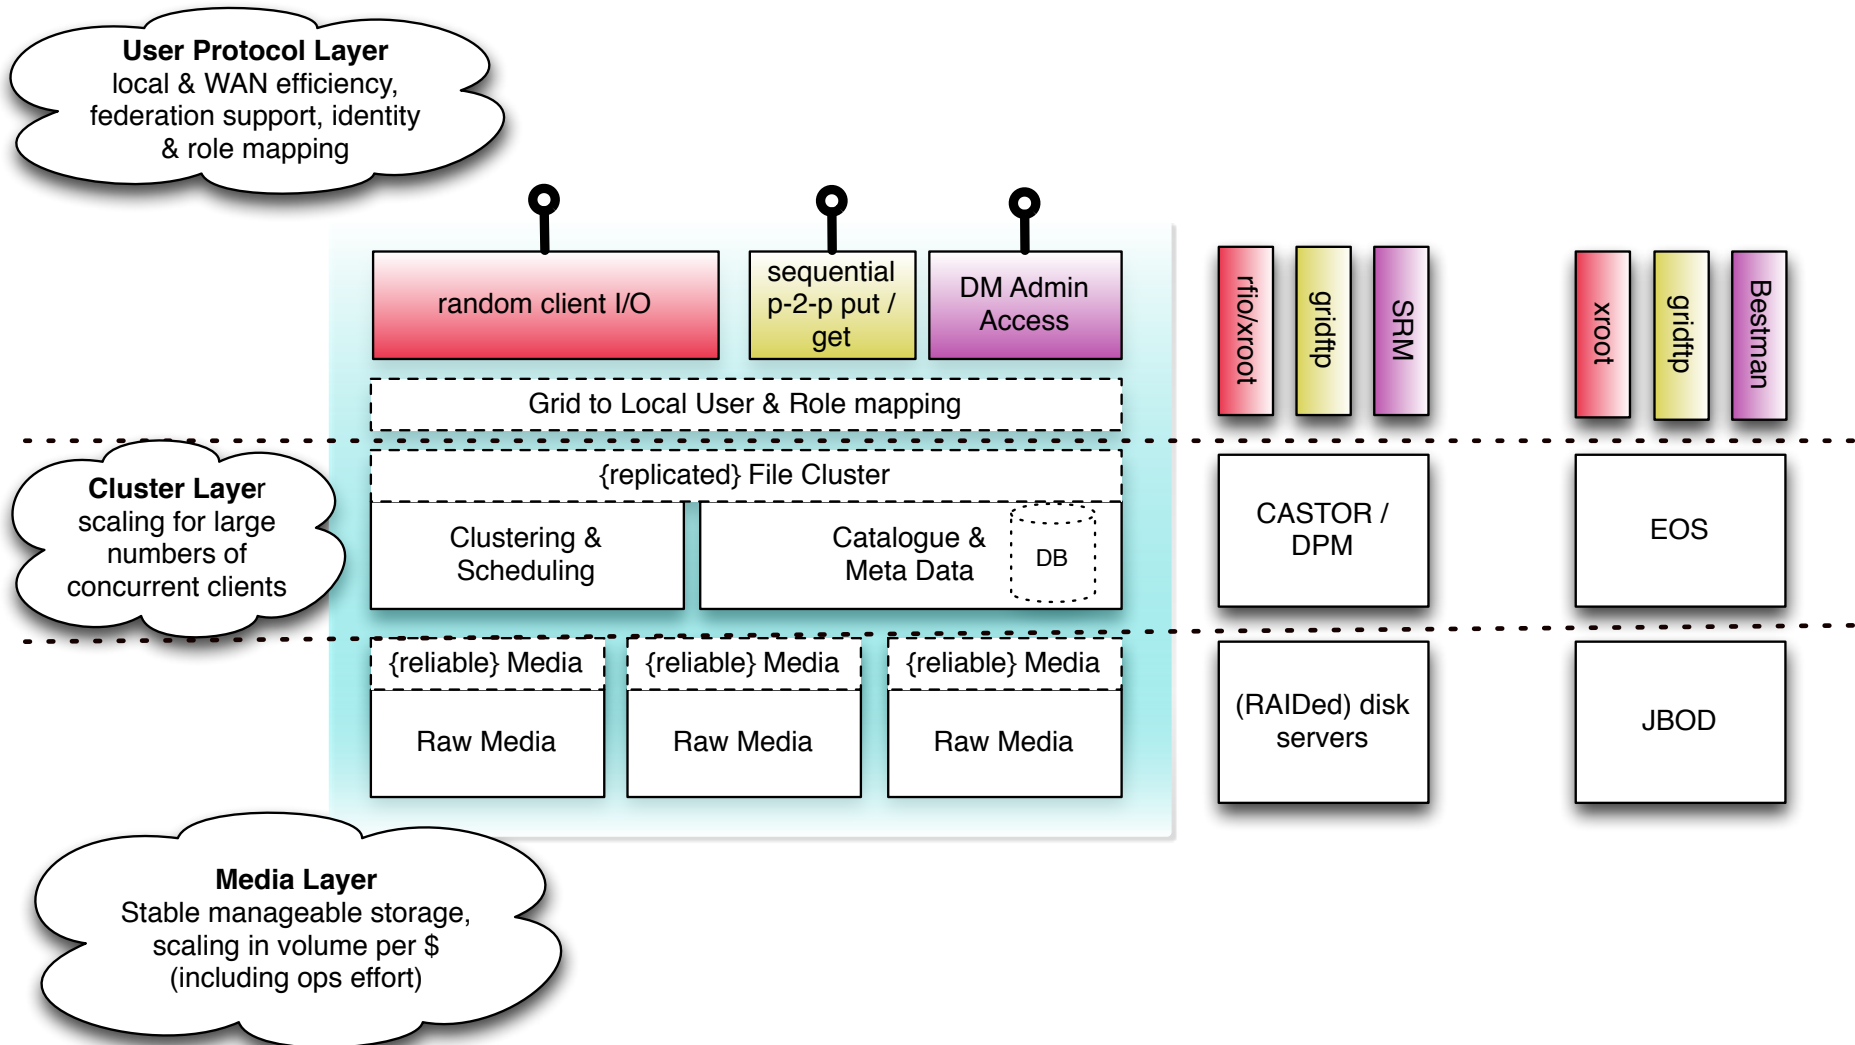 User Protocol Layer
local & WAN efficiency,
federation support, identity
& role mapping
random client I/O
sequential
p-2-p put /
get
DM Admin
Access
rfio/xroot
gridftp
SRM
xroot
gridftp
Bestman
Grid to Local User & Role mapping
Cluster Layer
scaling for large
numbers of
concurrent clients
{replicated} File Cluster
Clustering &
Scheduling
Catalogue &
Meta Data
DB
CASTOR /
DPM
EOS
{reliable} Media
{reliable} Media
{reliable} Media
Raw Media
Raw Media
Raw Media
(RAIDed) disk
servers
JBOD
Media Layer
Stable manageable storage,
scaling in volume per $
(including ops effort)